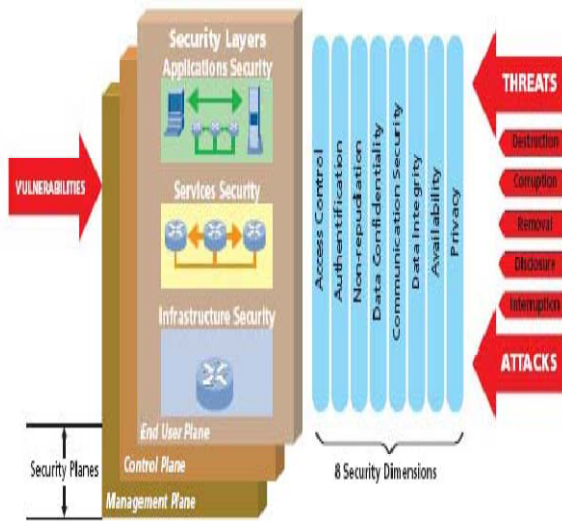 Security Layers
Applications Security
THREATS
Destruction
Corruption
Removal
Disclosure
Interruption
ATTACKS
VULNERABILITIES
Services Security
Infrastructure Security
Access Control
Authentification
Non-repudiation
Data Confidentiality
Communication Security
Data Integrity
Availability
Privacy
End User Plane
Control Plane
Management Plane
Security Planes
8 Security Dimensions